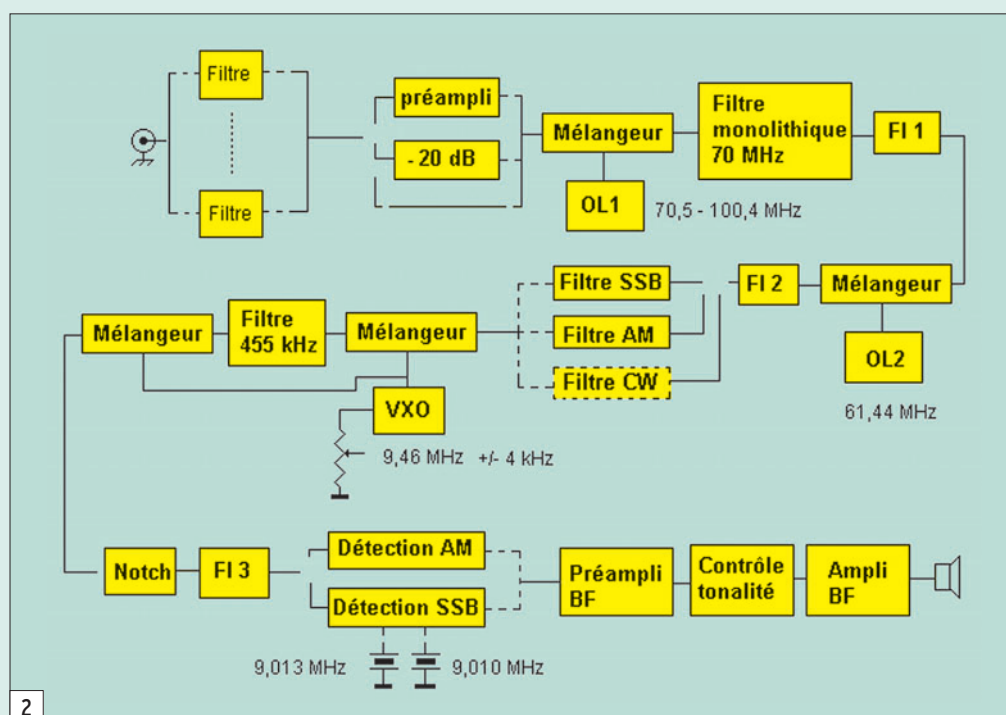 Filtre
Filtre
préampli
- 20 dB
Mélangeur
OL1
70,5 - 100,4 MHz
Filtre
monolithique
70 MHz
FI 1
Mélangeur
Filtre
455 kHz
Mélangeur
VXO
9,46 MHz +/- 4 kHz
Filtre SSB
Filtre AM
Filtre CW
FI 2
Mélangeur
OL2
61,44 MHz
Notch
FI 3
Détection AM
Détection SSB
9,013 MHz
9,010 MHz
Préampli
BF
Contrôle
tonalité
Ampli
BF
2